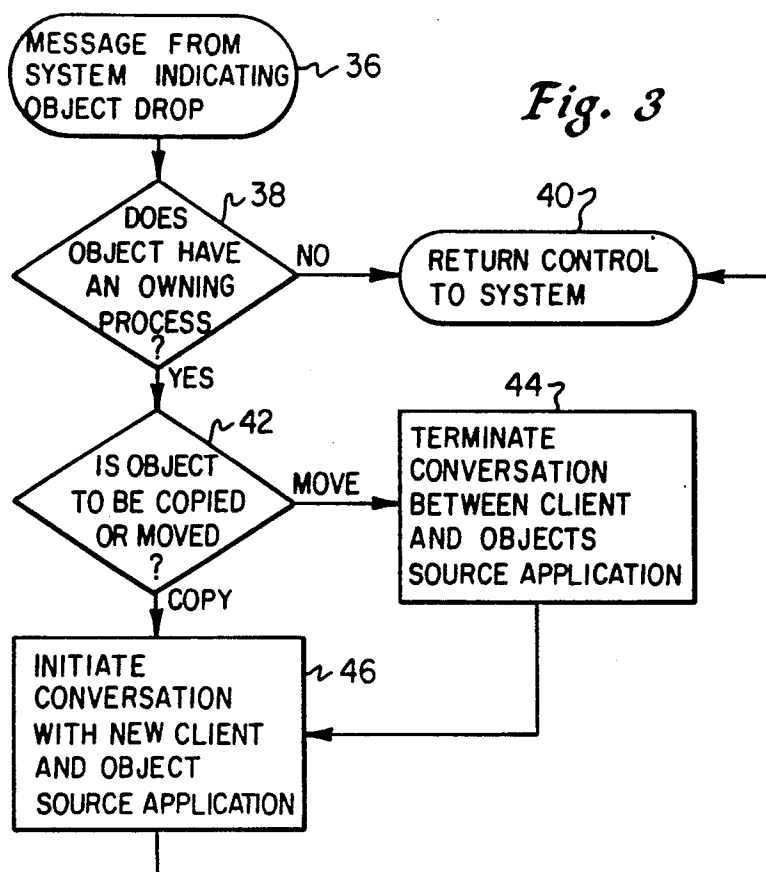 MESSAGE FROM
SYSTEM INDICATING
OBJECT DROP
36
Fig. 3
38
DOES
OBJECT HAVE
AN OWNING
PROCESS
?
NO
40
RETURN CONTROL
TO SYSTEM
YES
42
IS OBJECT
TO BE COPIED
OR MOVED
?
MOVE
44
TERMINATE
CONVERSATION
BETWEEN CLIENT
AND OBJECTS
SOURCE APPLICATION
COPY
INITIATE
CONVERSATION
WITH NEW CLIENT
AND OBJECT
SOURCE APPLICATION
46